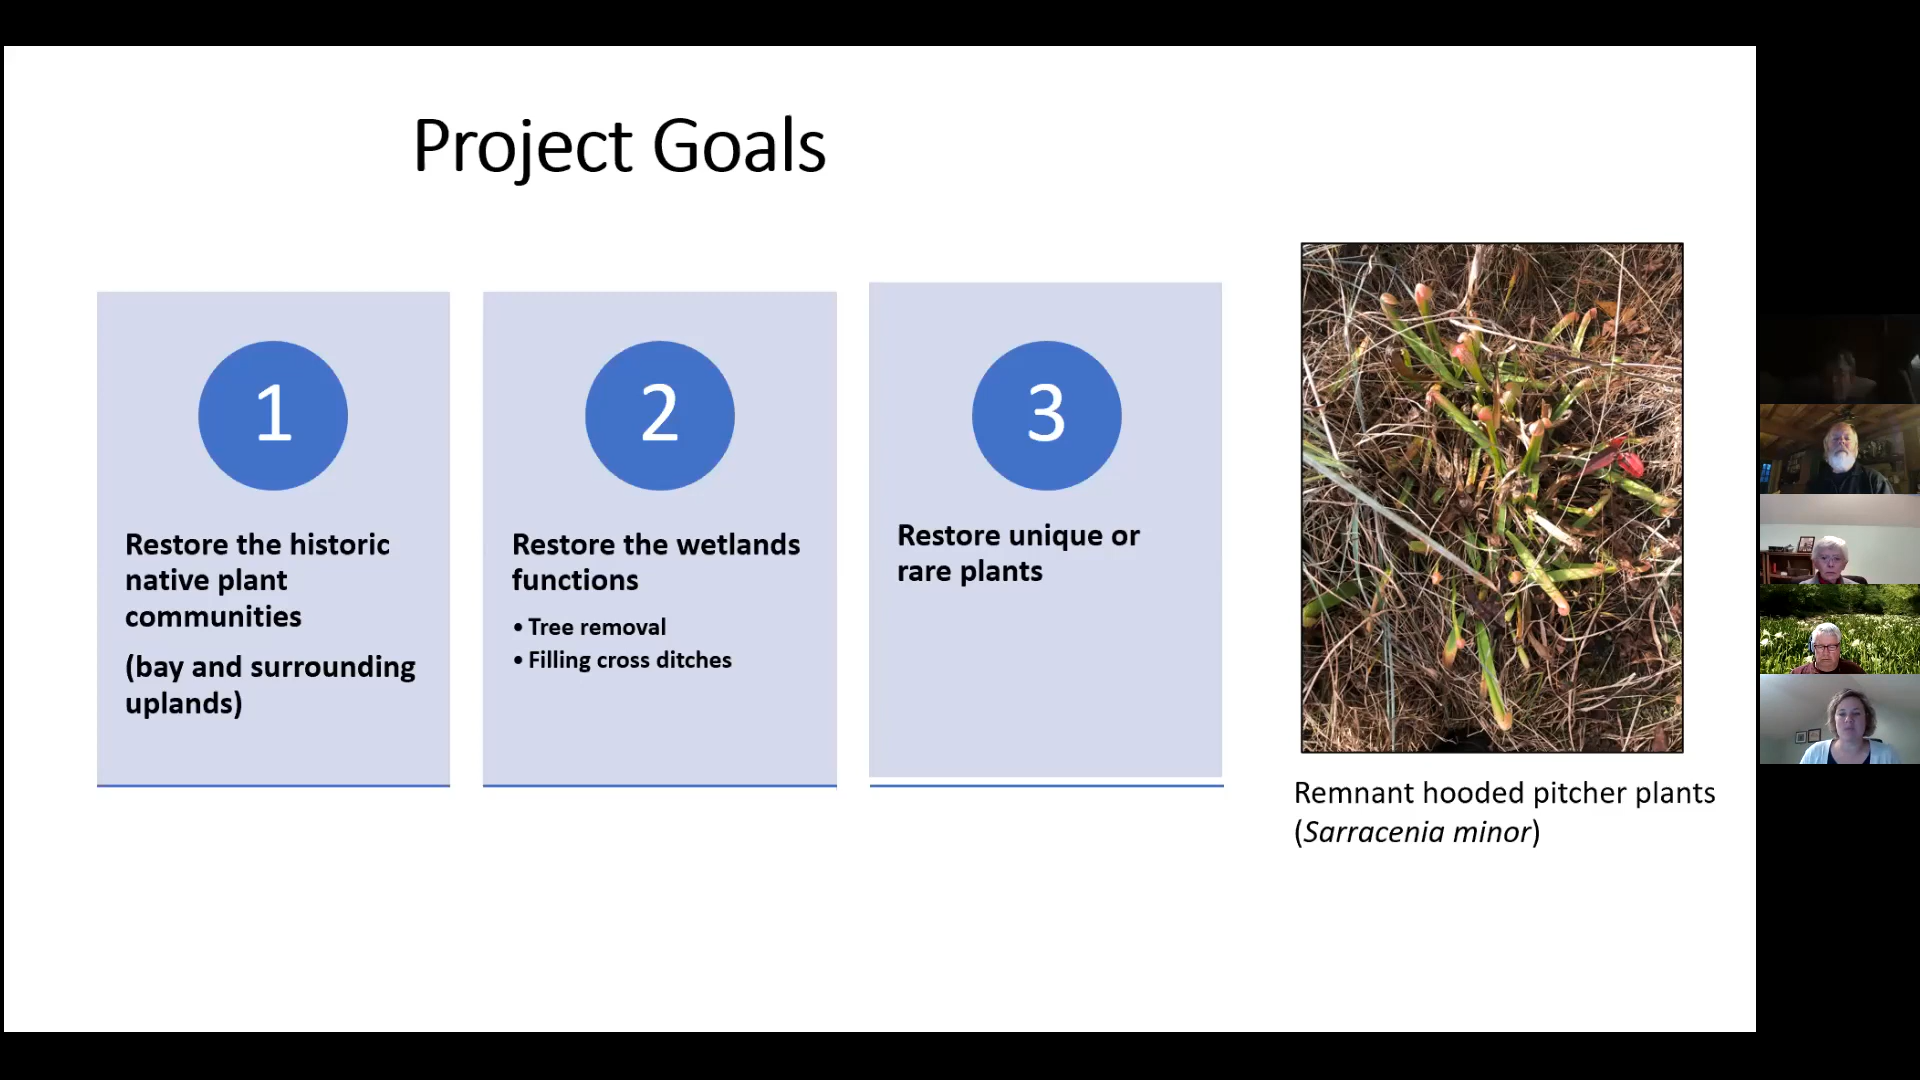 Project Goals
1
Restore the historic
native plant
communities
(bay and surrounding
uplands)
2
Restore the wetlands
functions
• Tree removal
• Filling cross ditches
3
Restore unique or
rare plants
Remnant hooded pitcher plants
(Sarracenia minor)